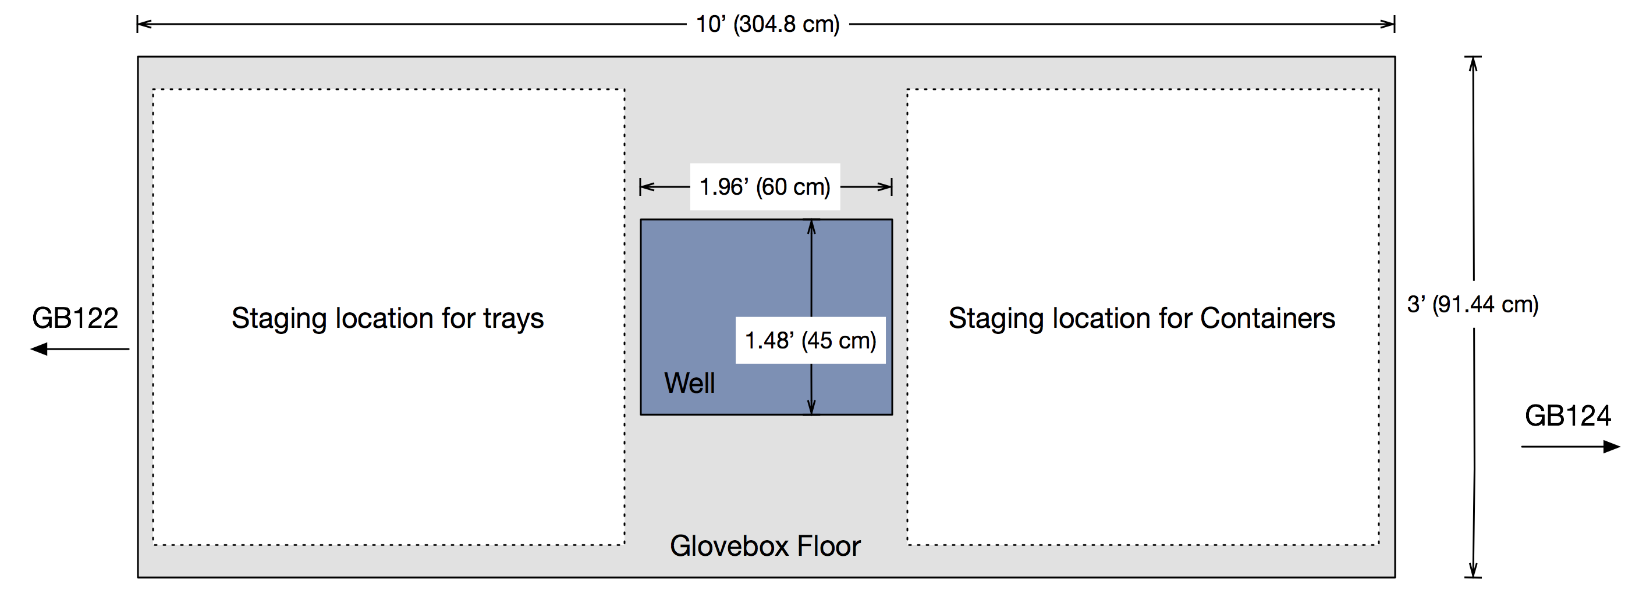 10’ (304.8 cm)
1.96’ (60 cm)
GB122
Staging location for trays
Staging location for Containers
3’ (91.44 cm)
1.48’ (45 cm)
Well
GB124
Glovebox Floor